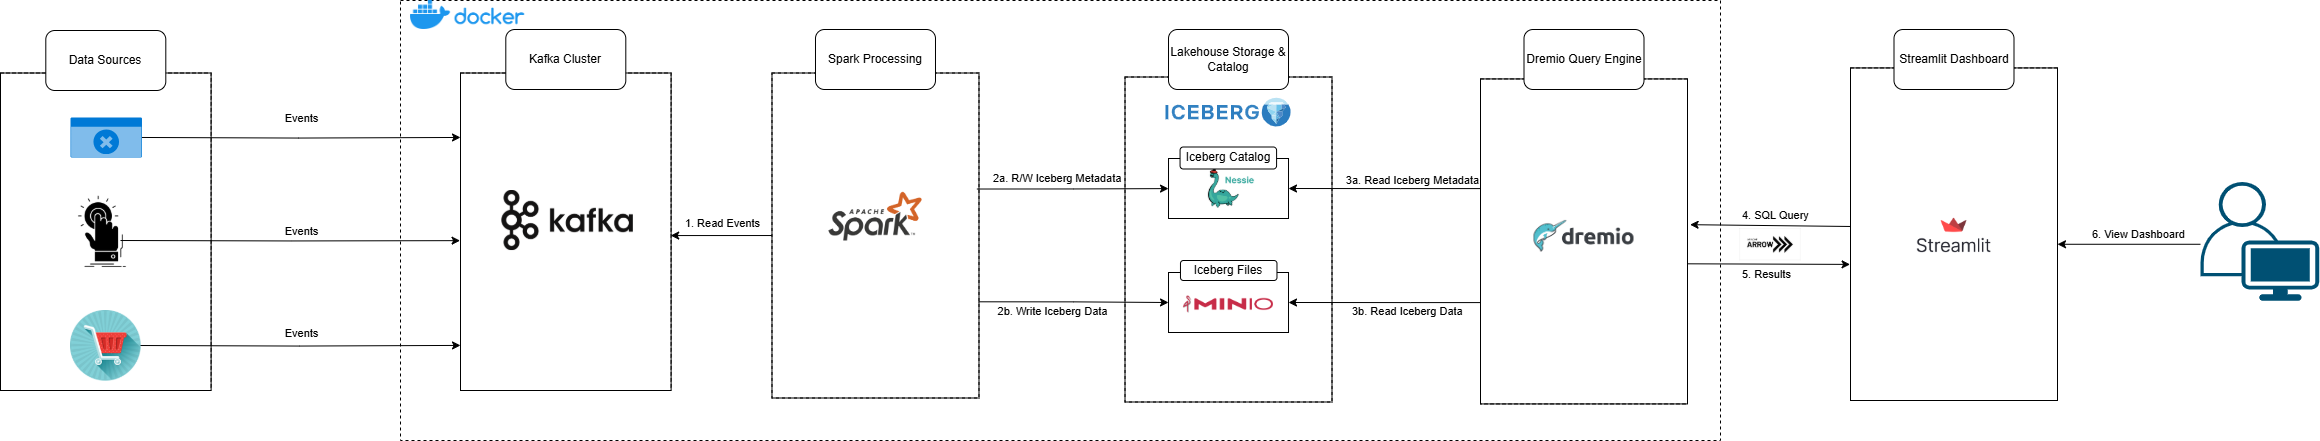 docker
Data Sources
Kafka Cluster
Spark Processing
Lakehouse Storage &
Catalog
Dremio Query Engine
Streamlit Dashboard
ICEBERG
Events
Iceberg Catalog
Nessie
2a. R/W Iceberg Metadata
3a. Read Iceberg Metadata
APACHE
Spark
kafka
1. Read Events
Events
dremio
4. SQL Query
ARROW
5. Results
Streamlit
6. View Dashboard
Iceberg Files
MINIO
2b. Write Iceberg Data
3b. Read Iceberg Data
Events